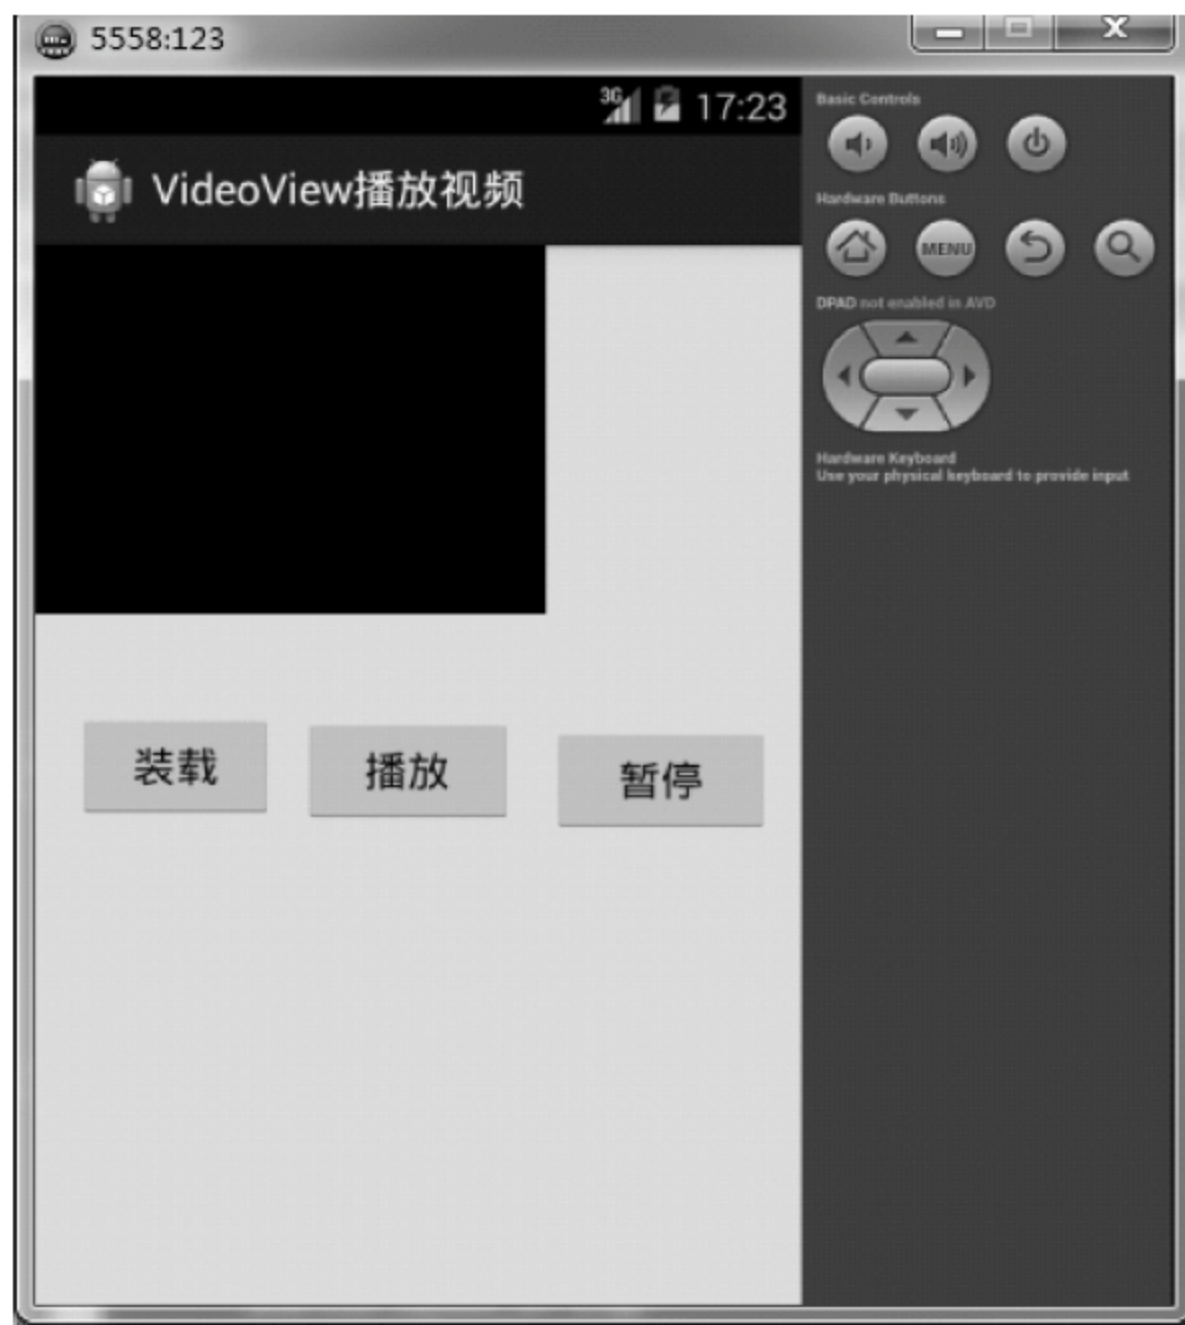 5558:123
3G 17:23
VideoView播放视频
装载
播放
暂停
Basic Controls
Hardware Buttons
MENU
DPAD not enabled in AVD
Hardware Keyboard
Use your physical keyboard to provide input